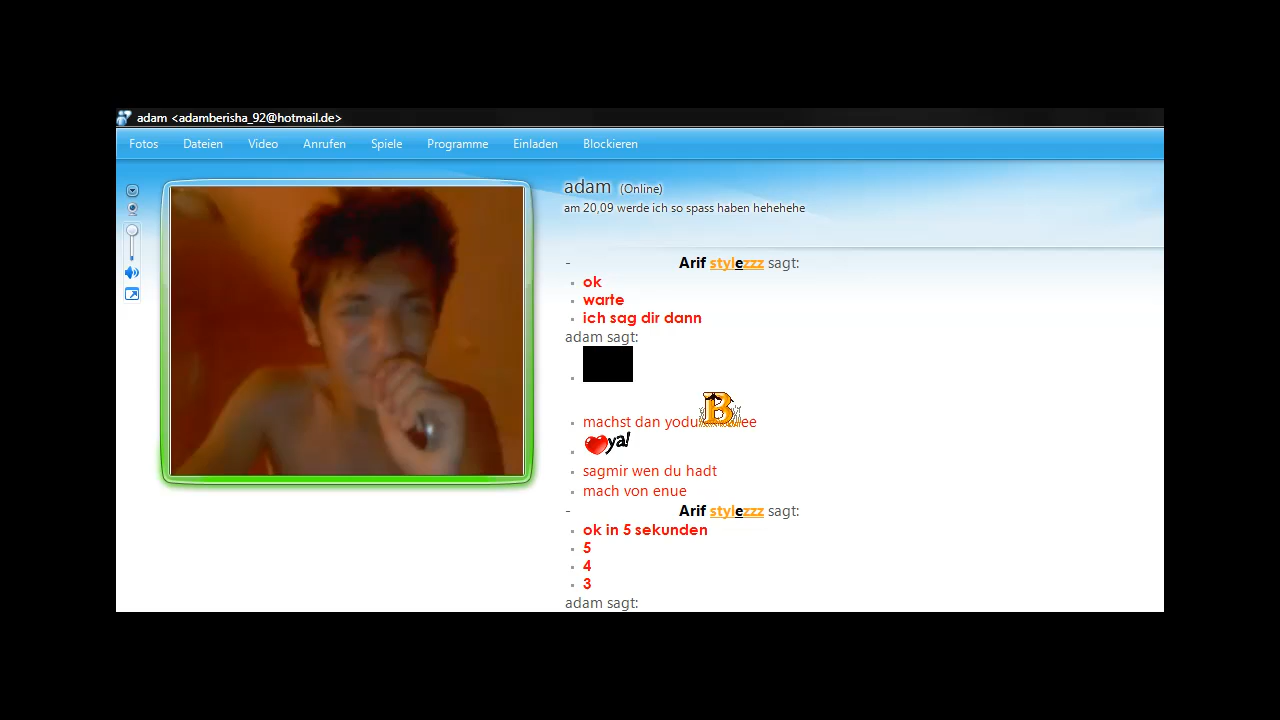 adam <adamberisha_92@hotmail.de>
Fotos Dateien Video Anrufen Spiele Programme Einladen Blockieren
adam (Online)
am 20,09 werde ich so spass haben hehehehe
- Arif stylezzz sagt:
ok
warte
ich sag dir dann
adam sagt:
machst dan
B
ya!
sagmir wen du hadt
mach von enue
- Arif stylezzz sagt:
ok in 5 sekunden
5
4
3
adam sagt: